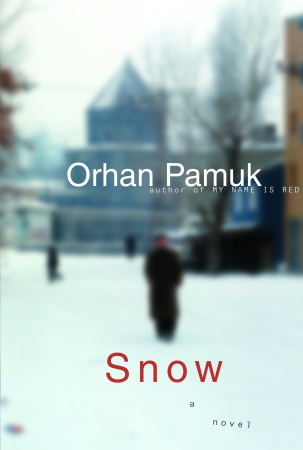 Orhan Pamuk
author of MY NAME IS RED
Snow
a
novel